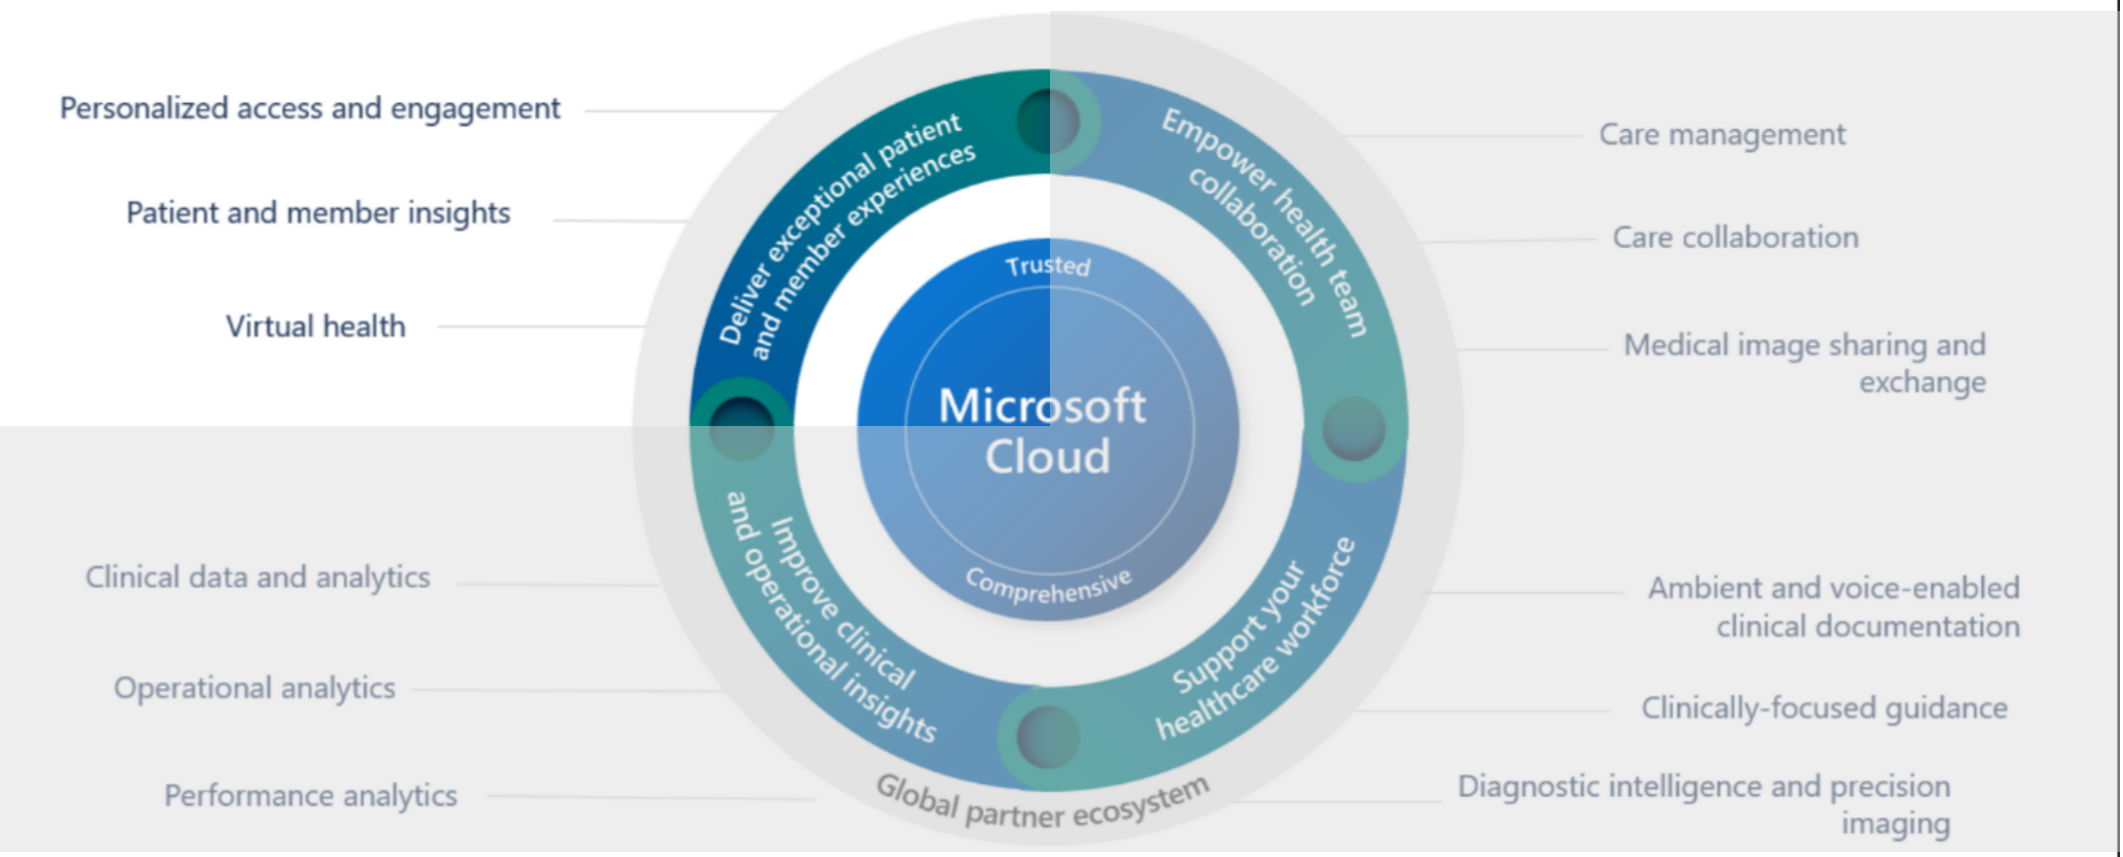 Personalized access and engagement
Patient and member insights
Virtual health
Deliver exceptional patient
and member experiences
Empower health team
collaboration
Care management
Care collaboration
Medical image sharing and
exchange
Trusted
Microsoft
Cloud
Comprehensive
Clinical data and analytics
Operational analytics
Performance analytics
Improve clinical
and operational insights
Support your
healthcare workforce
Ambient and voice-enabled
clinical documentation
Clinically-focused guidance
Diagnostic intelligence and precision
imaging
Global partner ecosystem